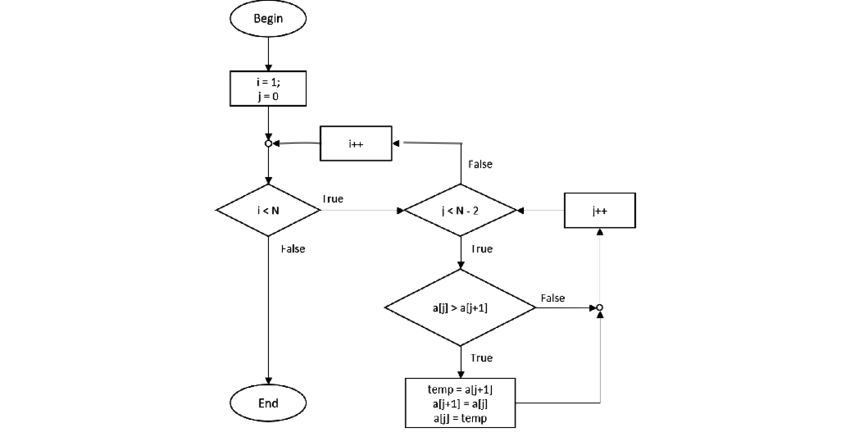 Begin
i = 1;
j = 0
i++
False
i < N
True
j < N - 2
j++
False
True
a[j] > a[j+1]
False
True
temp = a[j+1]
a[j+1] = a[j]
a[j] = temp
End